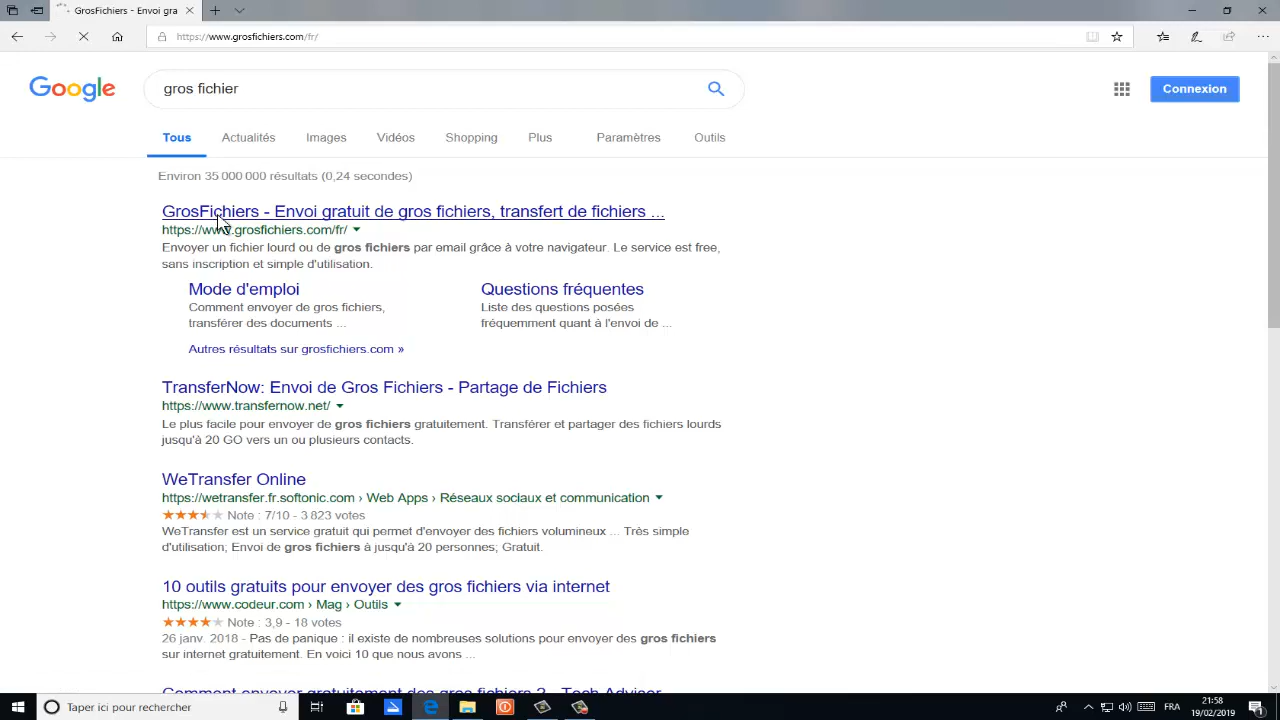 GrosFichiers - Envoi gra
https://www.grosfichiers.com/fr/
Google
gros fichier
Connexion
Tous
Actualités
Images
Vidéos
Shopping
Plus
Paramètres
Outils
Environ 35 000 000 résultats (0,24 secondes)
GrosFichiers - Envoi gratuit de gros fichiers, transfert de fichiers ...
https://www.grosfichiers.com/fr/
Envoyer un fichier lourd ou de gros fichiers par email grâce à votre navigateur. Le service est free,
sans inscription et simple d'utilisation.
Mode d'emploi
Comment envoyer de gros fichiers,
transférer des documents ...
Questions fréquentes
Liste des questions posées
fréquemment quant à l'envoi de ...
Autres résultats sur grosfichiers.com »
TransferNow: Envoi de Gros Fichiers - Partage de Fichiers
https://www.transfernow.net/
Le plus facile pour envoyer de gros fichiers gratuitement. Transférer et partager des fichiers lourds
jusqu'à 20 GO vers un ou plusieurs contacts.
WeTransfer Online
https://wetransfer.fr.softonic.com › Web Apps › Réseaux sociaux et communication
Note : 7/10 - 3 823 votes
WeTransfer est un service gratuit qui permet d'envoyer des fichiers volumineux ... Très simple
d'utilisation; Envoi de gros fichiers à jusqu'à 20 personnes; Gratuit.
10 outils gratuits pour envoyer des gros fichiers via internet
https://www.codeur.com › Mag › Outils
Note : 3,9 - 18 votes
26 janv. 2018 - Pas de panique : il existe de nombreuses solutions pour envoyer des gros fichiers
sur internet gratuitement. En voici 10 que nous avons ...
Comment envoyer gratuitement des gros fichiers ? - Tech Advisor
Taper ici pour rechercher
FRA
21:58
19/02/2019